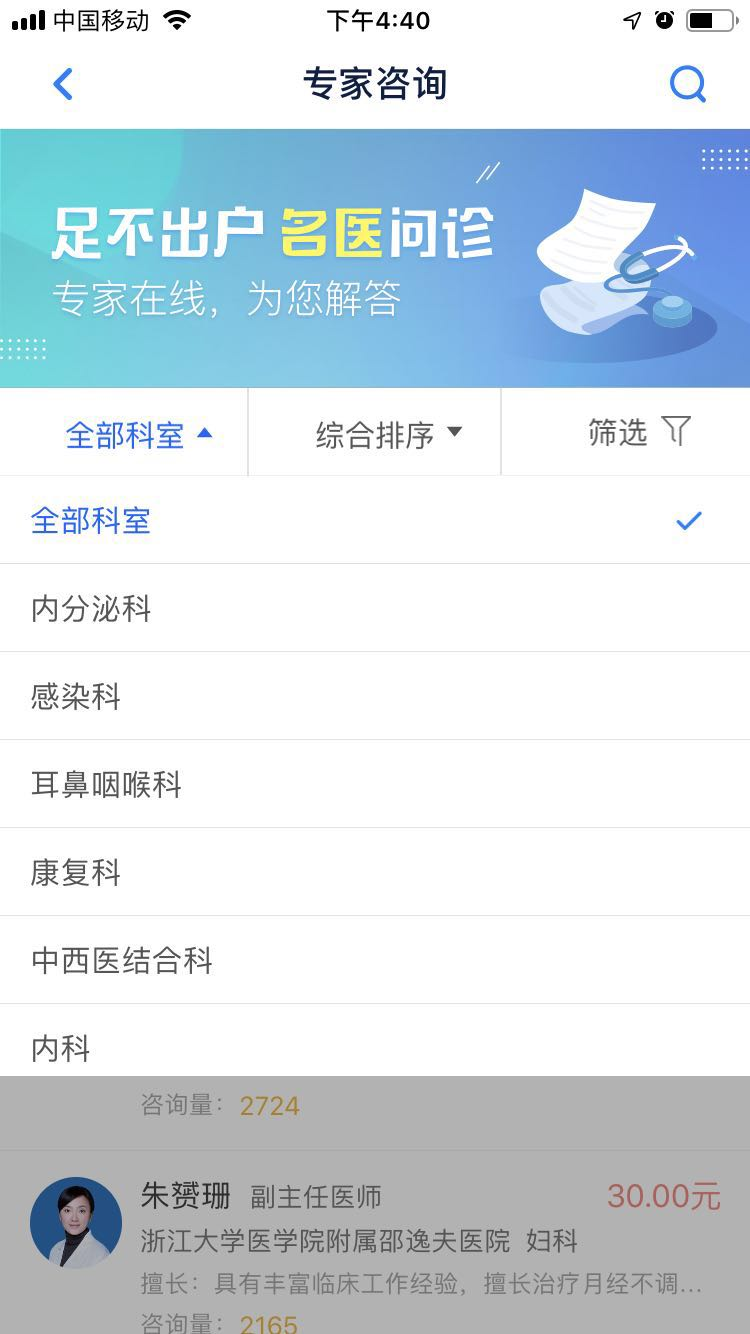 中国移动 下午4:40
专家咨询
足不出户 名医问诊
专家在线，为您解答
全部科室 综合排序 筛选
全部科室
内分泌科
感染科
耳鼻咽喉科
康复科
中西医结合科
内科
咨询量：2724
朱赟珊 副主任医师 30.00元
浙江大学医学院附属邵逸夫医院 妇科
擅长：具有丰富临床工作经验，擅长治疗月经不调...
咨询量：2165